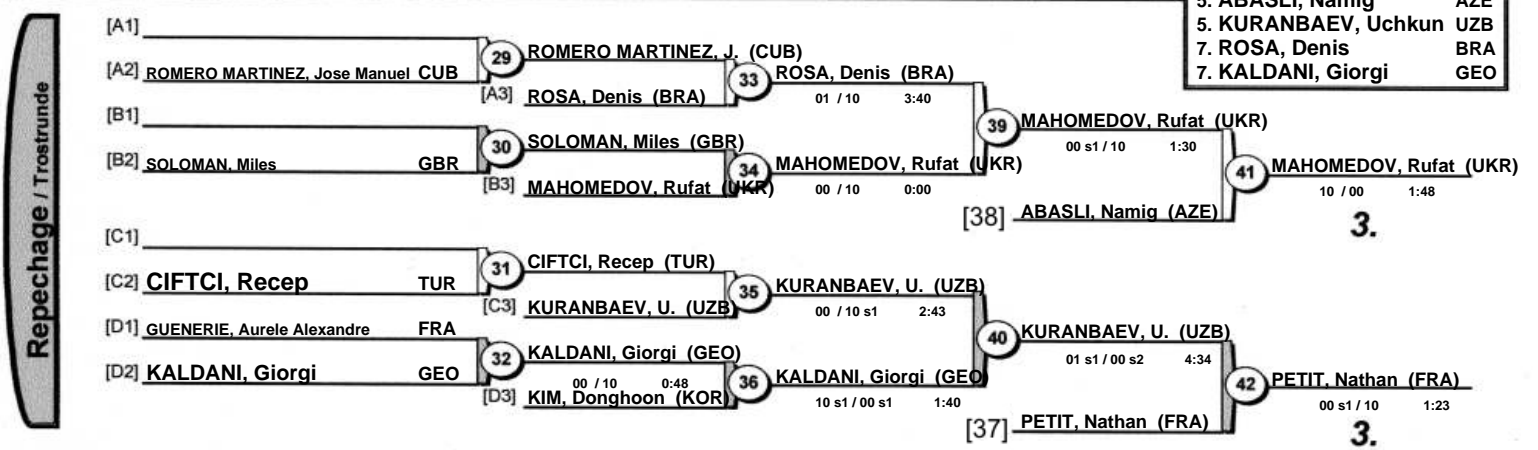 5. ABASLI, Namig AZE
5. KURANBAEV, Uchkun UZB
7. ROSA, Denis BRA
7. KALDANI, Giorgi GEO
Repechage / Trostrunde
[A1]
[A2] ROMERO MARTINEZ, Jose Manuel CUB
29
ROMERO MARTINEZ, J. (CUB)
[A3] ROSA, Denis (BRA)
33
ROSA, Denis (BRA)
01 / 10 3:40
[B1]
[B2] SOLOMAN, Miles GBR
30
SOLOMAN, Miles (GBR)
[B3] MAHOMEDOV, Rufat (UKR)
34
MAHOMEDOV, Rufat (UKR)
00 / 10 0:00
39
MAHOMEDOV, Rufat (UKR)
00 s1 / 10 1:30
[38] ABASLI, Namig (AZE)
41
MAHOMEDOV, Rufat (UKR)
10 / 00 1:48
3.
[C1]
[C2] CIFTCI, Recep TUR
31
CIFTCI, Recep (TUR)
[C3] KURANBAEV, U. (UZB)
35
KURANBAEV, U. (UZB)
00 / 10 s1 2:43
[D1] GUENERIE, Aurele Alexandre FRA
[D2] KALDANI, Giorgi GEO
32
KALDANI, Giorgi (GEO)
00 / 10 0:48
[D3] KIM, Donghoon (KOR)
36
KALDANI, Giorgi (GEO)
10 s1 / 00 s1 1:40
40
KURANBAEV, U. (UZB)
01 s1 / 00 s2 4:34
[37] PETIT, Nathan (FRA)
42
PETIT, Nathan (FRA)
00 s1 / 10 1:23
3.